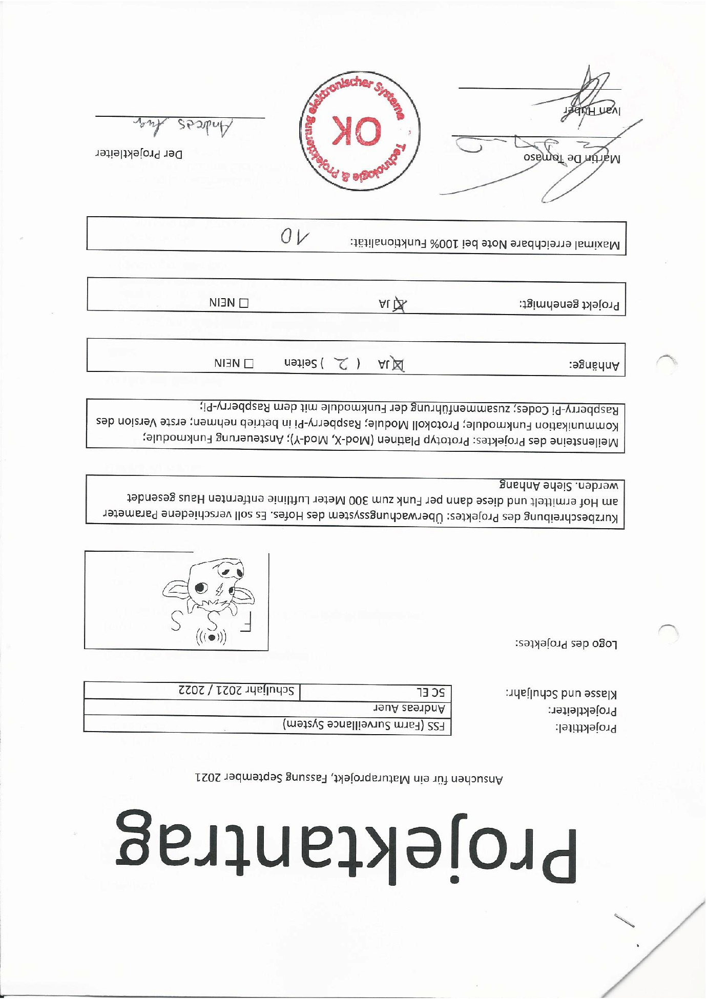 Projektantrag
Ansuchen für ein Maturaprojekt, Fassung September 2021
Projekttitel: FSS (Farm Surveillance System)
Projektleiter: Andreas Auer
Klasse und Schuljahr: 5C EL Schuljahr 2021 / 2022
Logo des Projektes:
F S S
Kurzbeschreibung des Projektes: Überwachungssystem des Hofes. Es soll verschiedene Parameter
am Hof ermittelt und diese dann per Funk zum 300 Meter Luftlinie entfernten Haus gesendet
werden. Siehe Anhang
Meilensteine des Projektes: Prototyp Platinen (Mod-X, Mod-Y); Ansteuerung Funkmodule;
Kommunikation Funkmodule; Protokoll Module; Raspberry-Pi in betrieb nehmen; erste Version des
Raspberry-Pi Codes; zusammenführung der Funkmodule mit dem Raspberry-Pi;
Anhänge: ☒ JA ( 2 ) Seiten ☐ NEIN
Projekt genehmigt: ☒ JA ☐ NEIN
Maximal erreichbare Note bei 100% Funktionalität: 10
Martin De Tomaso
Ivan Huber
Technologie & Projektierung elektronischer Systeme
OK
Der Projektleiter
Andreas Auer